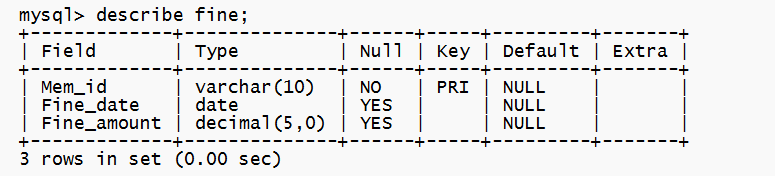 mysql> describe fine;
+-------------+--------------+------+-----+---------+-------+
| Field       | Type         | Null | Key | Default | Extra |
+-------------+--------------+------+-----+---------+-------+
| Mem_id      | varchar(10)  | NO   | PRI | NULL    |       |
| Fine_date   | date         | YES  |     | NULL    |       |
| Fine_amount | decimal(5,0) | YES  |     | NULL    |       |
+-------------+--------------+------+-----+---------+-------+
3 rows in set (0.00 sec)